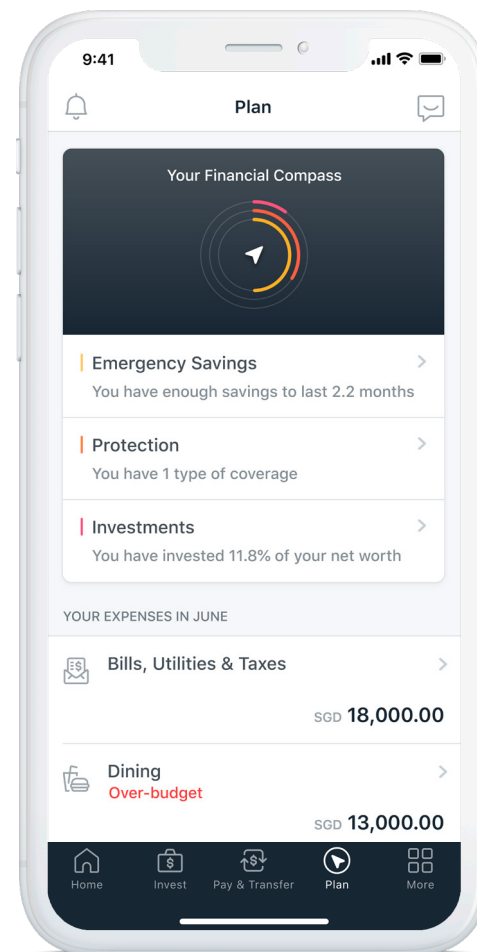 9:41
Plan
Your Financial Compass
Emergency Savings
You have enough savings to last 2.2 months
Protection
You have 1 type of coverage
Investments
You have invested 11.8% of your net worth
YOUR EXPENSES IN JUNE
Bills, Utilities & Taxes
SGD 18,000.00
Dining
Over-budget
SGD 13,000.00
Home Invest Pay & Transfer Plan More